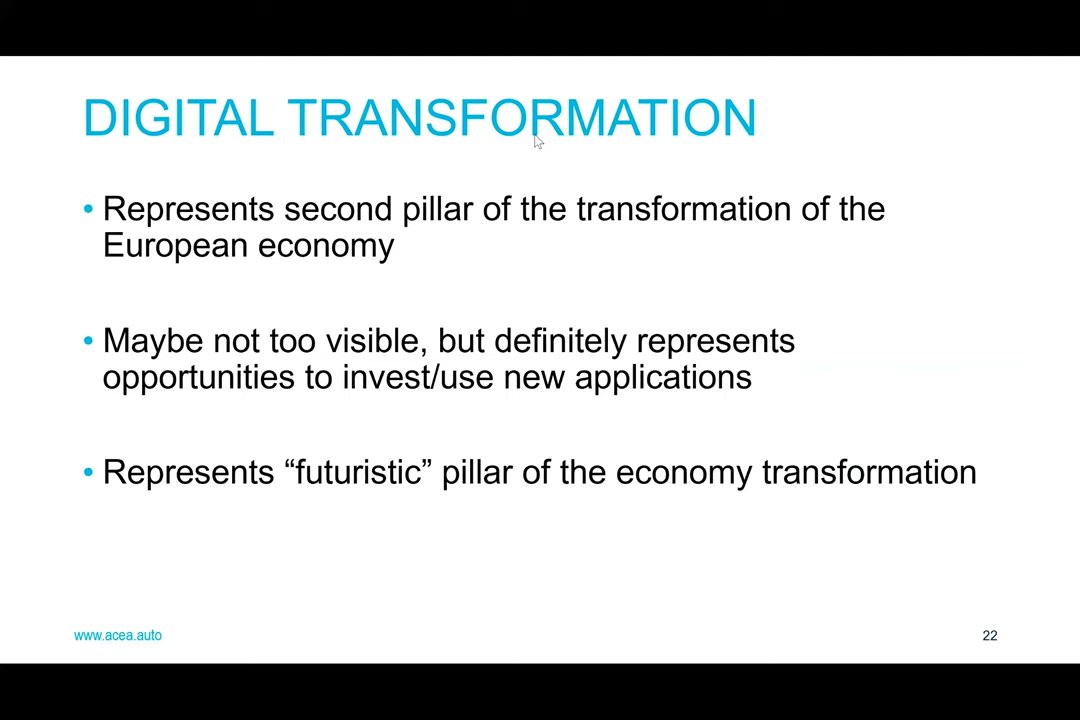 DIGITAL TRANSFORMATION
• Represents second pillar of the transformation of the
European economy
• Maybe not too visible, but definitely represents
opportunities to invest/use new applications
• Represents “futuristic” pillar of the economy transformation
www.acea.auto
22